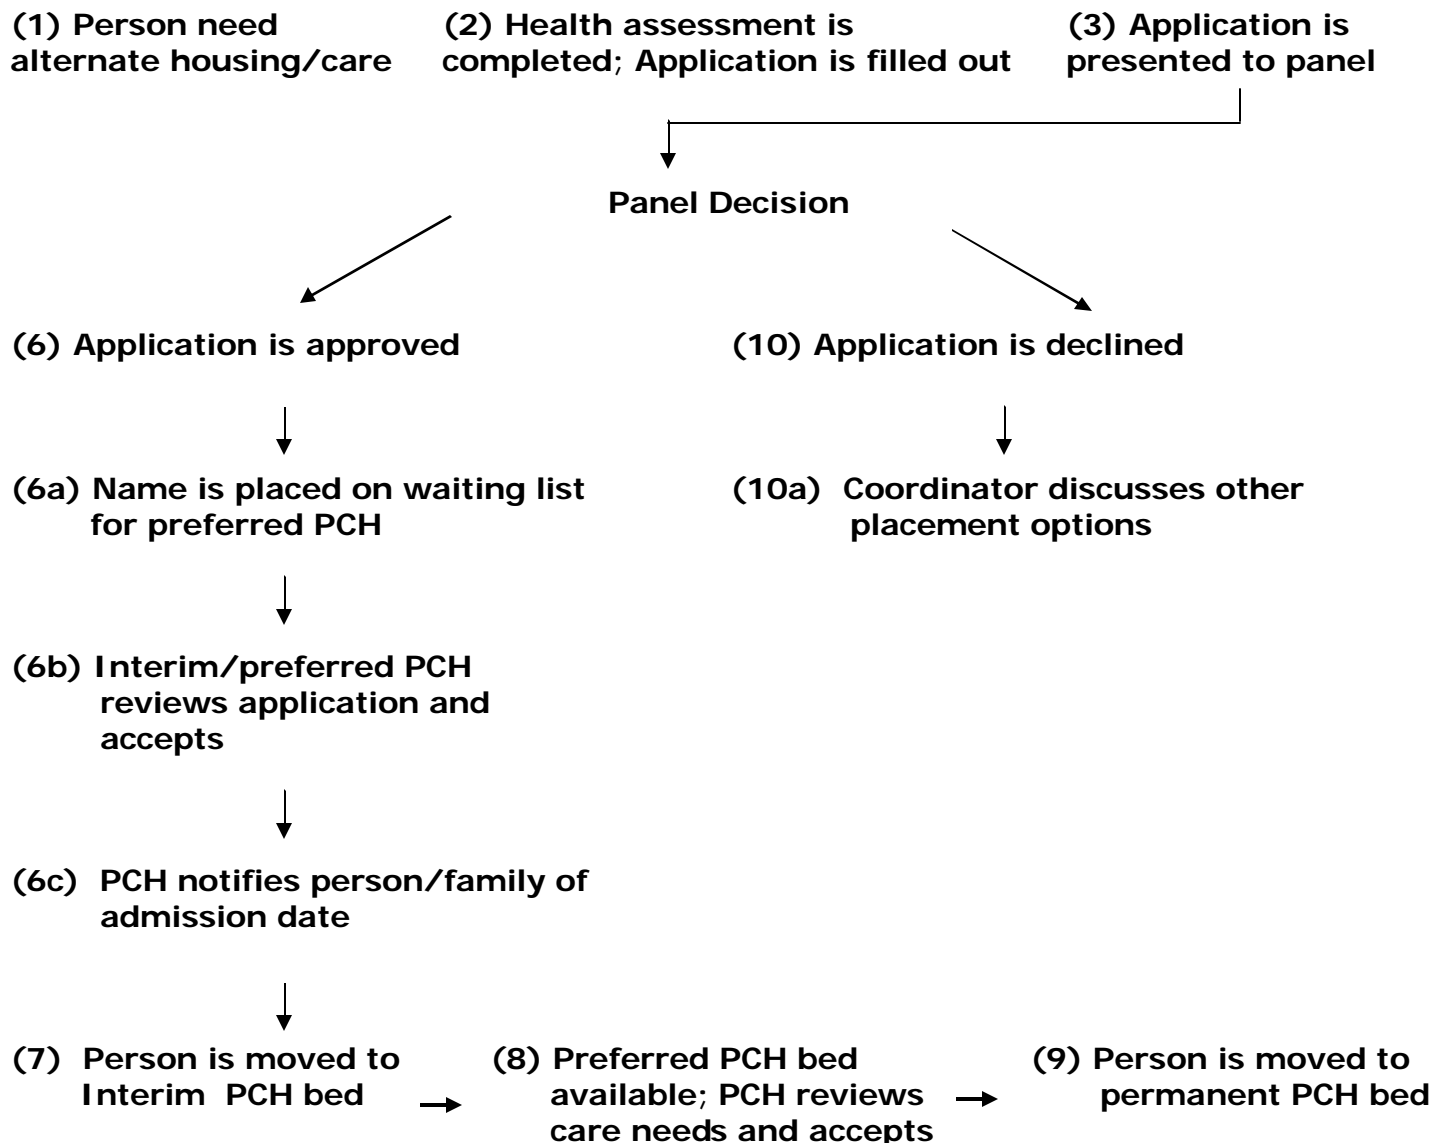 (1) Person need
alternate housing/care
(2) Health assessment is
completed; Application is filled out
(3) Application is
presented to panel
Panel Decision
(6) Application is approved
(10) Application is declined
(6a) Name is placed on waiting list
for preferred PCH
(10a) Coordinator discusses other
placement options
(6b) Interim/preferred PCH
reviews application and
accepts
(6c) PCH notifies person/family of
admission date
(7) Person is moved to
Interim PCH bed
(8) Preferred PCH bed
available; PCH reviews
care needs and accepts
(9) Person is moved to
permanent PCH bed